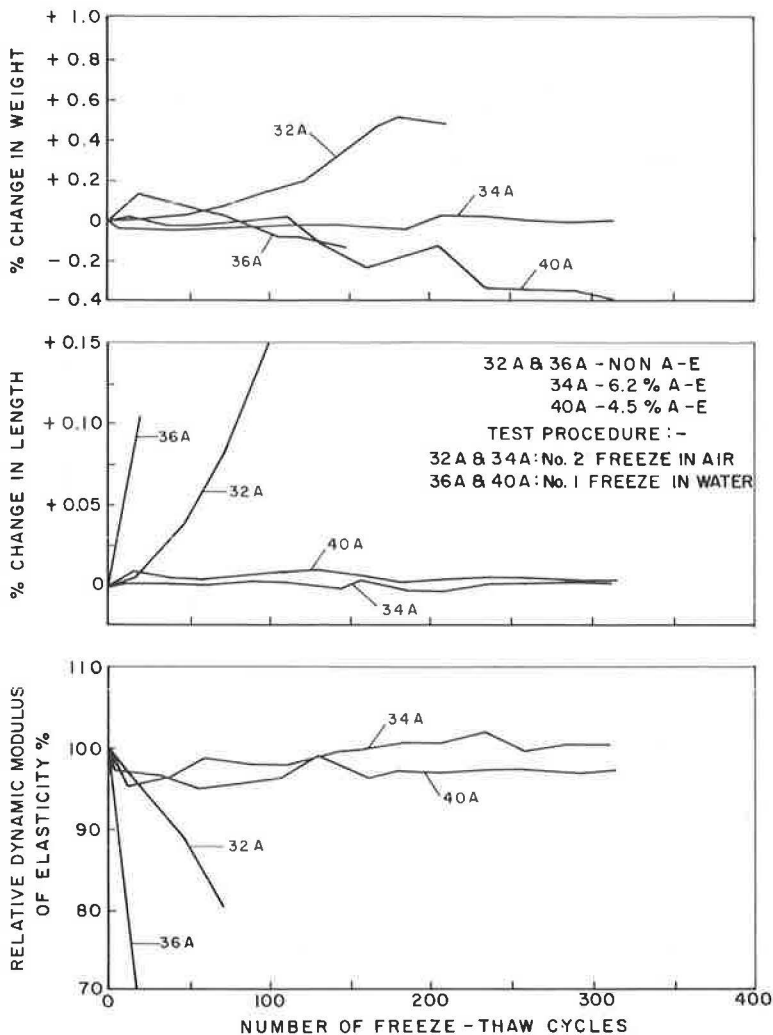 % CHANGE IN WEIGHT
+ 1.0
+ 0.8
+ 0.6
+ 0.4
+ 0.2
0
- 0.2
- 0.4
32A
34A
36A
40A
% CHANGE IN LENGTH
+ 0.15
+ 0.10
+ 0.05
0
36A
32A
40A
34A
32A & 36A - NON A-E
34A - 6.2 % A-E
40A - 4.5 % A-E
TEST PROCEDURE :-
32A & 34A: No. 2 FREEZE IN AIR
36A & 40A: No. 1 FREEZE IN WATER
RELATIVE DYNAMIC MODULUS
OF ELASTICITY %
110
100
90
80
70
34A
40A
32A
36A
0
100
200
300
400
NUMBER OF FREEZE - THAW CYCLES